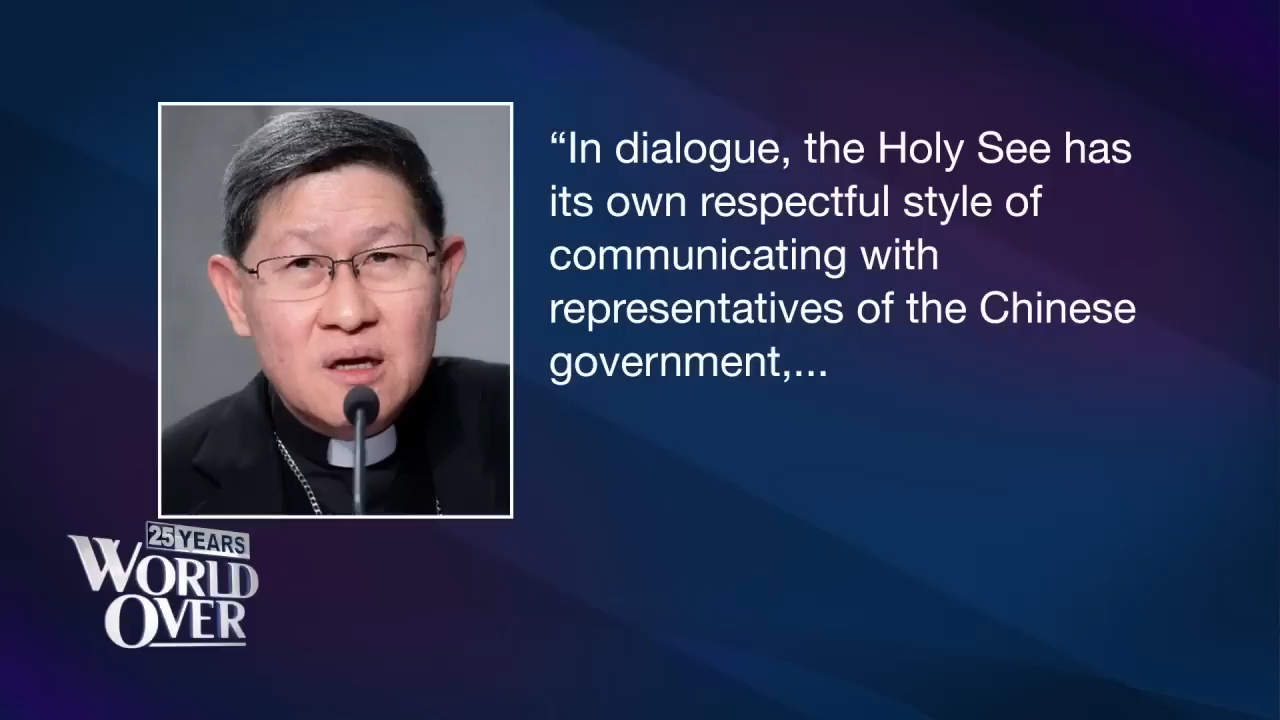 “In dialogue, the Holy See has
its own respectful style of
communicating with
representatives of the Chinese
government,...
25 YEARS
WORLD
OVER